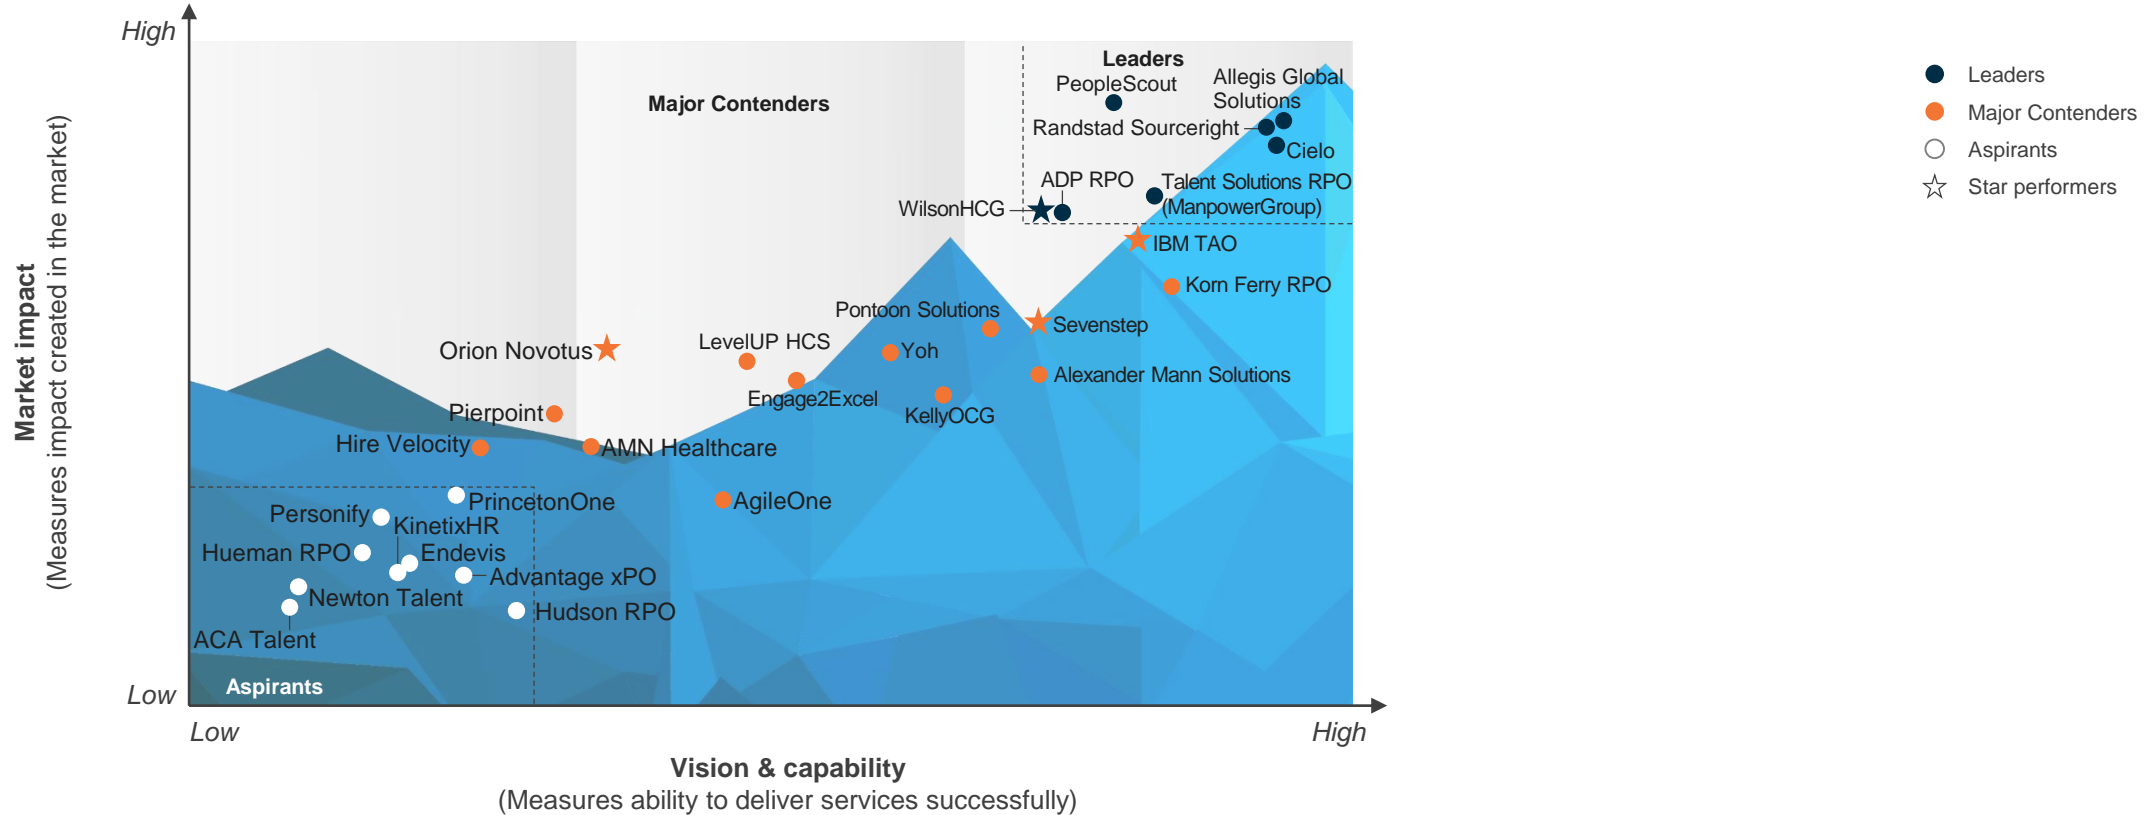 High
Leaders
PeopleScout
Allegis Global
Solutions
Major Contenders
Randstad Sourceright
Cielo
ADP RPO
Talent Solutions RPO
(ManpowerGroup)
WilsonHCG
IBM TAO
Korn Ferry RPO
Pontoon Solutions
Sevenstep
LevelUP HCS
Orion Novotus
Yoh
Alexander Mann Solutions
Engage2Excel
KellyOCG
Pierpoint
Hire Velocity
AMN Healthcare
AgileOne
PrincetonOne
Personify
KinetixHR
Hueman RPO
Endevis
Advantage xPO
Newton Talent
Hudson RPO
ACA Talent
Aspirants
Low
Low
High
Market impact
(Measures impact created in the market)
Vision & capability
(Measures ability to deliver services successfully)
Leaders
Major Contenders
Aspirants
Star performers